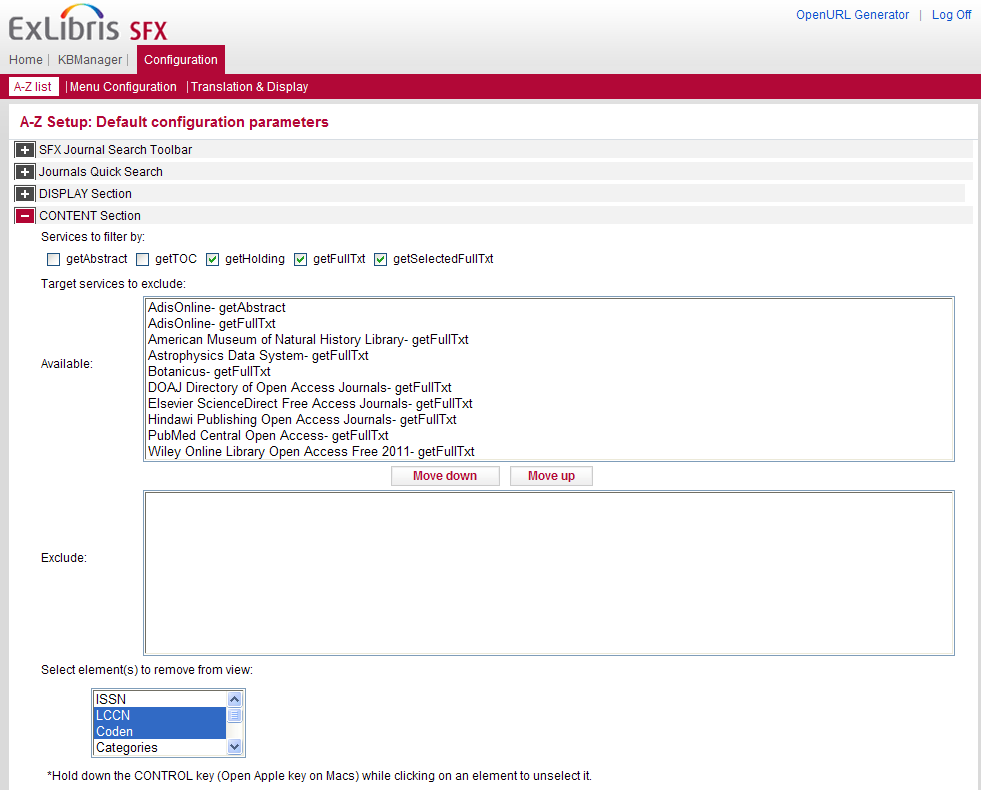 OpenURL Generator | Log Off
ExLibris SFX
Home | KBManager | Configuration
A-Z list | Menu Configuration | Translation & Display
A-Z Setup: Default configuration parameters
SFX Journal Search Toolbar
Journals Quick Search
DISPLAY Section
CONTENT Section
Services to filter by:
getAbstract getTOC getHolding getFullTxt getSelectedFullTxt
Target services to exclude:
Available:
AdisOnline- getAbstract
AdisOnline- getFullTxt
American Museum of Natural History Library- getFullTxt
Astrophysics Data System- getFullTxt
Botanicus- getFullTxt
DOAJ Directory of Open Access Journals- getFullTxt
Elsevier ScienceDirect Free Access Journals- getFullTxt
Hindawi Publishing Open Access Journals- getFullTxt
PubMed Central Open Access- getFullTxt
Wiley Online Library Open Access Free 2011- getFullTxt
Move down Move up
Exclude:
Select element(s) to remove from view:
ISSN
LCCN
Coden
Categories
*Hold down the CONTROL key (Open Apple key on Macs) while clicking on an element to unselect it.